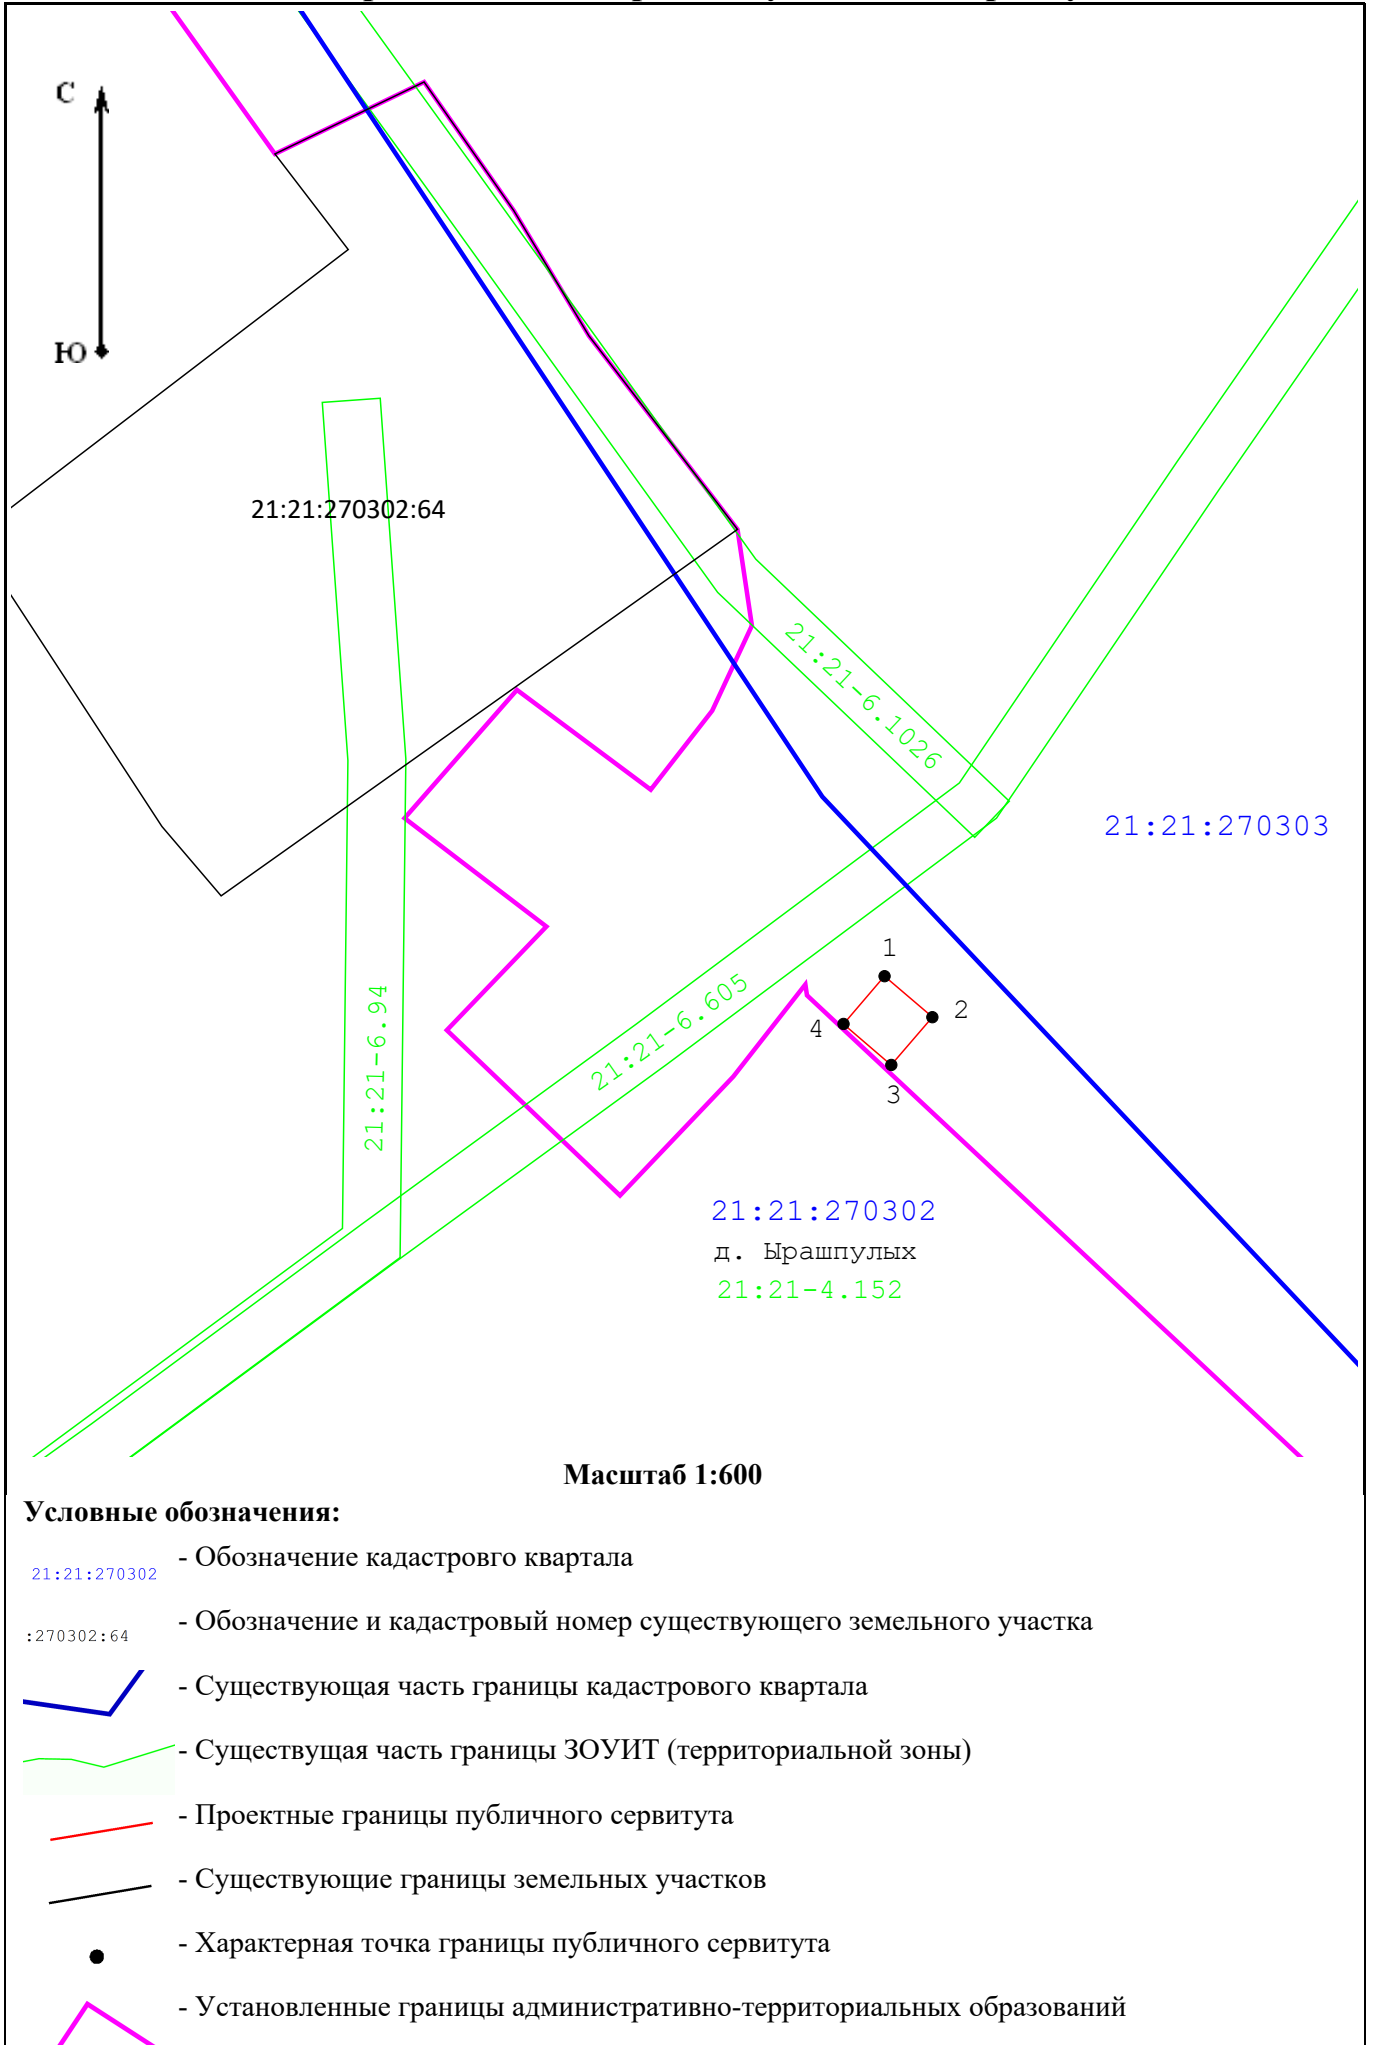 С
Ю
21:21:270302:64
21:21-6.1026
21:21:270303
1
2
21:21-6.605
4
21:21-6.94
3
21:21:270302
д. Ырашпулых
21:21-4.152
Масштаб 1:600
Условные обозначения:
21:21:270302 - Обозначение кадастровго квартала
:270302:64 - Обозначение и кадастровый номер существующего земельного участка
- Существующая часть границы кадастрового квартала
- Существущая часть границы ЗОУИТ (территориальной зоны)
- Проектные границы публичного сервитута
- Существующие границы земельных участков
- Характерная точка границы публичного сервитута
- Установленные границы административно-территориальных образований